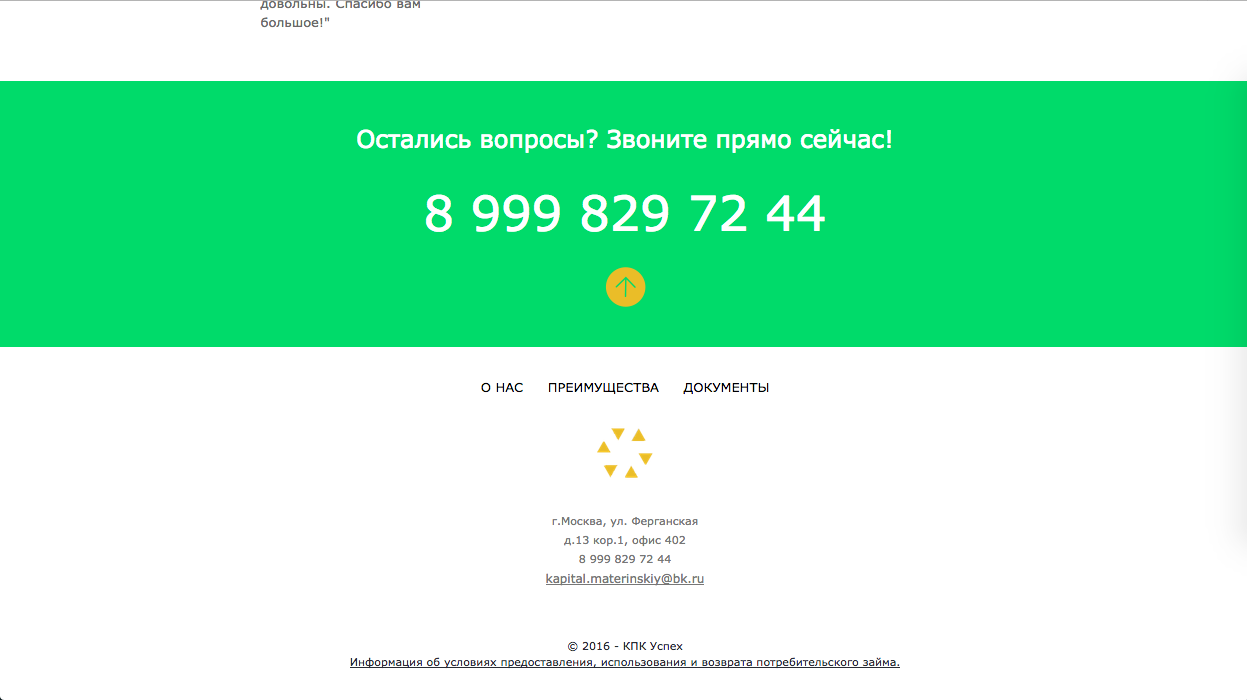 довольны. Спасибо вам
большое!"
Остались вопросы? Звоните прямо сейчас!
8 999 829 72 44
О НАС ПРЕИМУЩЕСТВА ДОКУМЕНТЫ
г.Москва, ул. Ферганская
д.13 кор.1, офис 402
8 999 829 72 44
kapital.materinskiy@bk.ru
© 2016 - КПК Успех
Информация об условиях предоставления, использования и возврата потребительского займа.